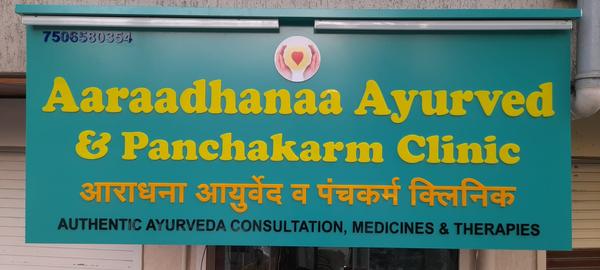 7506580354
Aaraadhanaa Ayurved
& Panchakarm Clinic
आराधना आयुर्वेद व पंचकर्म क्लिनिक
AUTHENTIC AYURVEDA CONSULTATION, MEDICINES & THERAPIES